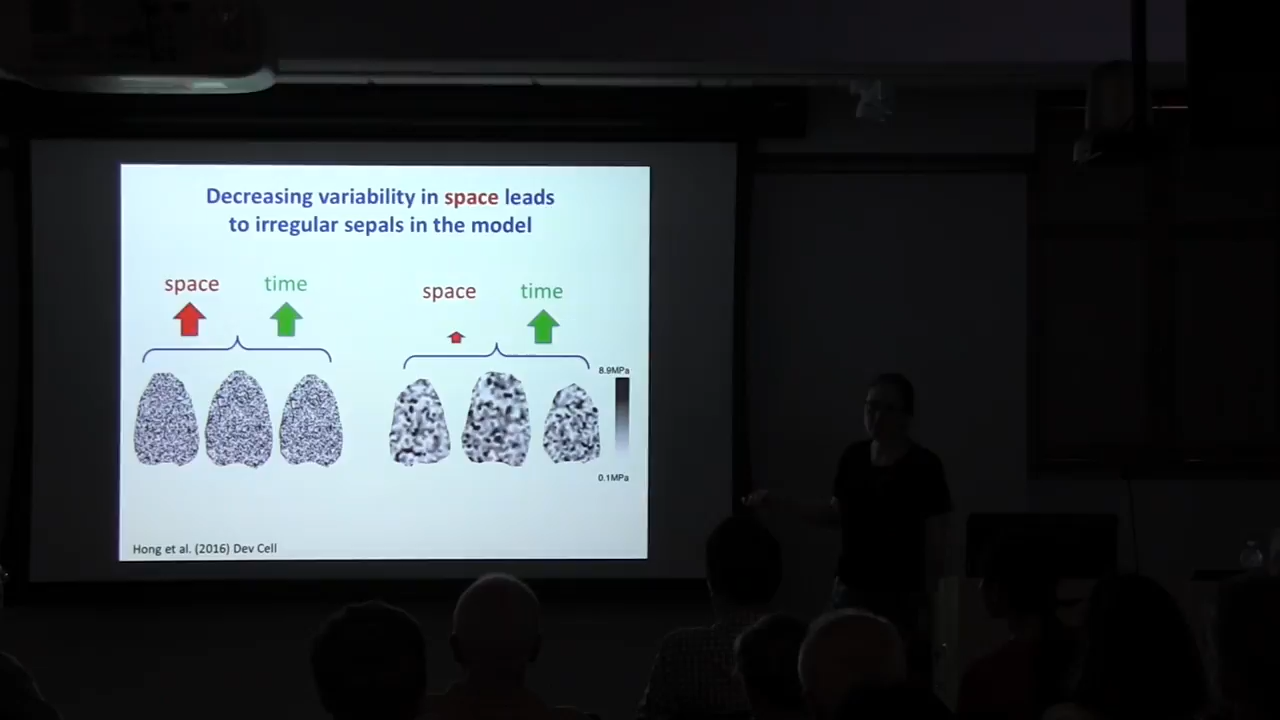 Decreasing variability in space leads
to irregular sepals in the model
space time
space time
8.9MPa
0.1MPa
Hong et al. (2016) Dev Cell